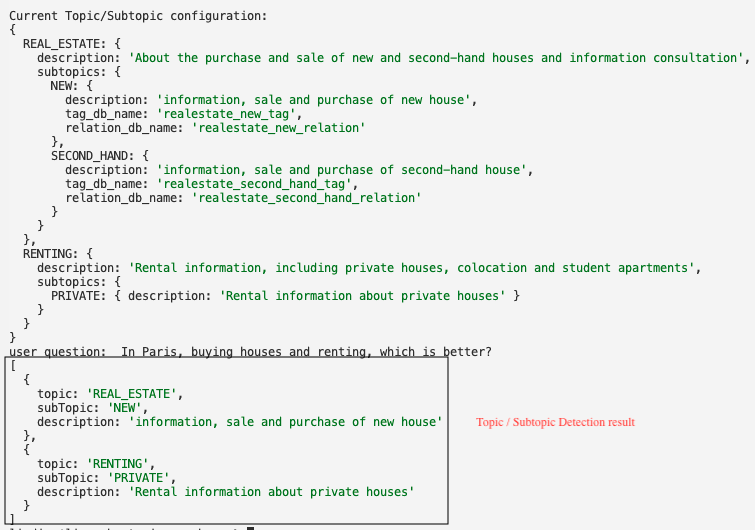 Current Topic/Subtopic configuration:
{
  REAL_ESTATE: {
    description: 'About the purchase and sale of new and second-hand houses and information consultation',
    subtopics: {
      NEW: {
        description: 'information, sale and purchase of new house',
        tag_db_name: 'realestate_new_tag',
        relation_db_name: 'realestate_new_relation'
      },
      SECOND_HAND: {
        description: 'information, sale and purchase of second-hand house',
        tag_db_name: 'realestate_second_hand_tag',
        relation_db_name: 'realestate_second_hand_relation'
      }
    }
  },
  RENTING: {
    description: 'Rental information, including private houses, colocation and student apartments',
    subtopics: {
      PRIVATE: { description: 'Rental information about private houses' }
    }
  }
}
user question:  In Paris, buying houses and renting, which is better?
[
  {
    topic: 'REAL_ESTATE',
    subTopic: 'NEW',
    description: 'information, sale and purchase of new house'
  },
  {
    topic: 'RENTING',
    subTopic: 'PRIVATE',
    description: 'Rental information about private houses'
  }
]
Topic / Subtopic Detection result